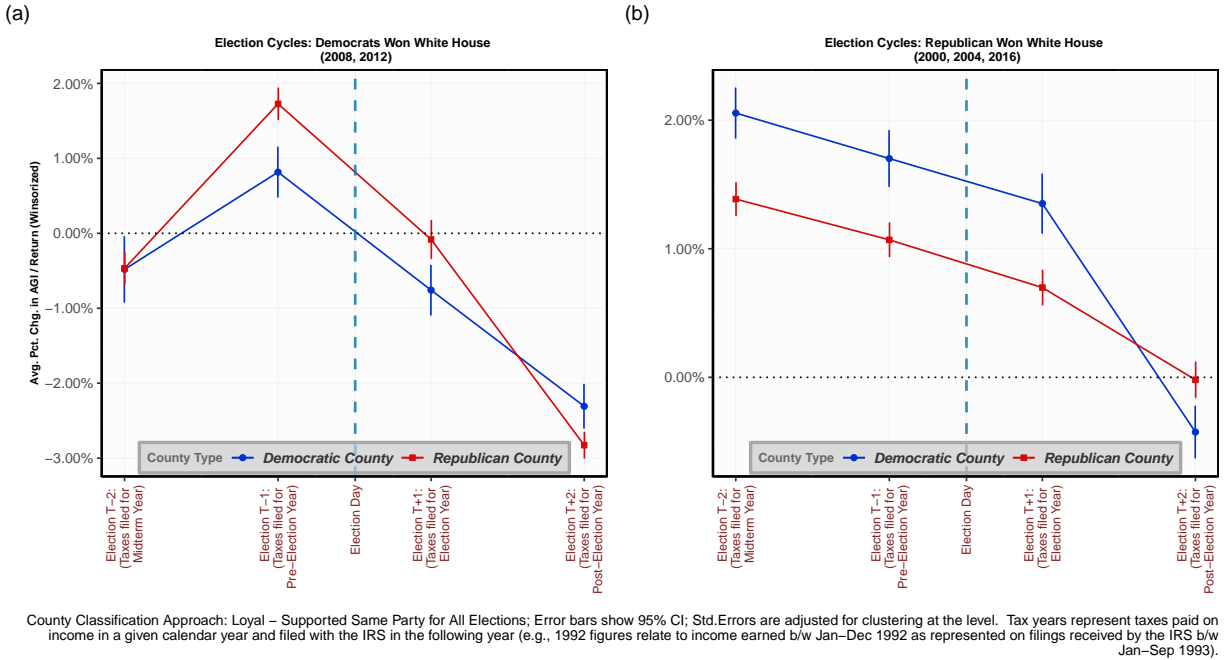 (a)
(b)
Election Cycles: Democrats Won White House
(2008, 2012)
Election Cycles: Republican Won White House
(2000, 2004, 2016)
Avg. Pct. Chg. in AGI / Return (Winsorized)
2.00%
1.00%
0.00%
−1.00%
−2.00%
−3.00%
County Type Democratic County Republican County
Election T−2:
(Taxes filed for
Midterm Year)
Election T−1:
(Taxes filed for
Pre−Election Year)
Election Day
Election T+1:
(Taxes filed for
Election Year)
Election T+2:
(Taxes filed for
Post−Election Year)
2.00%
1.00%
0.00%
County Type Democratic County Republican County
Election T−2:
(Taxes filed for
Midterm Year)
Election T−1:
(Taxes filed for
Pre−Election Year)
Election Day
Election T+1:
(Taxes filed for
Election Year)
Election T+2:
(Taxes filed for
Post−Election Year)
County Classification Approach: Loyal − Supported Same Party for All Elections; Error bars show 95% CI; Std.Errors are adjusted for clustering at the level. Tax years represent taxes paid on
income in a given calendar year and filed with the IRS in the following year (e.g., 1992 figures relate to income earned b/w Jan−Dec 1992 as represented on filings received by the IRS b/w
Jan−Sep 1993).